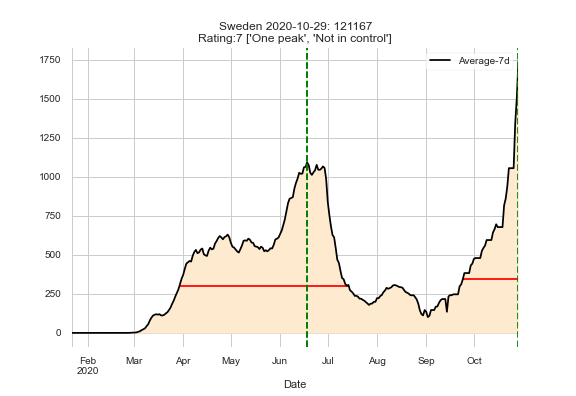 Sweden 2020-10-29: 121167
Rating:7 ['One peak', 'Not in control']
Average-7d
1750
1500
1250
1000
750
500
250
0
Feb
2020
Mar
Apr
May
Jun
Jul
Aug
Sep
Oct
Date